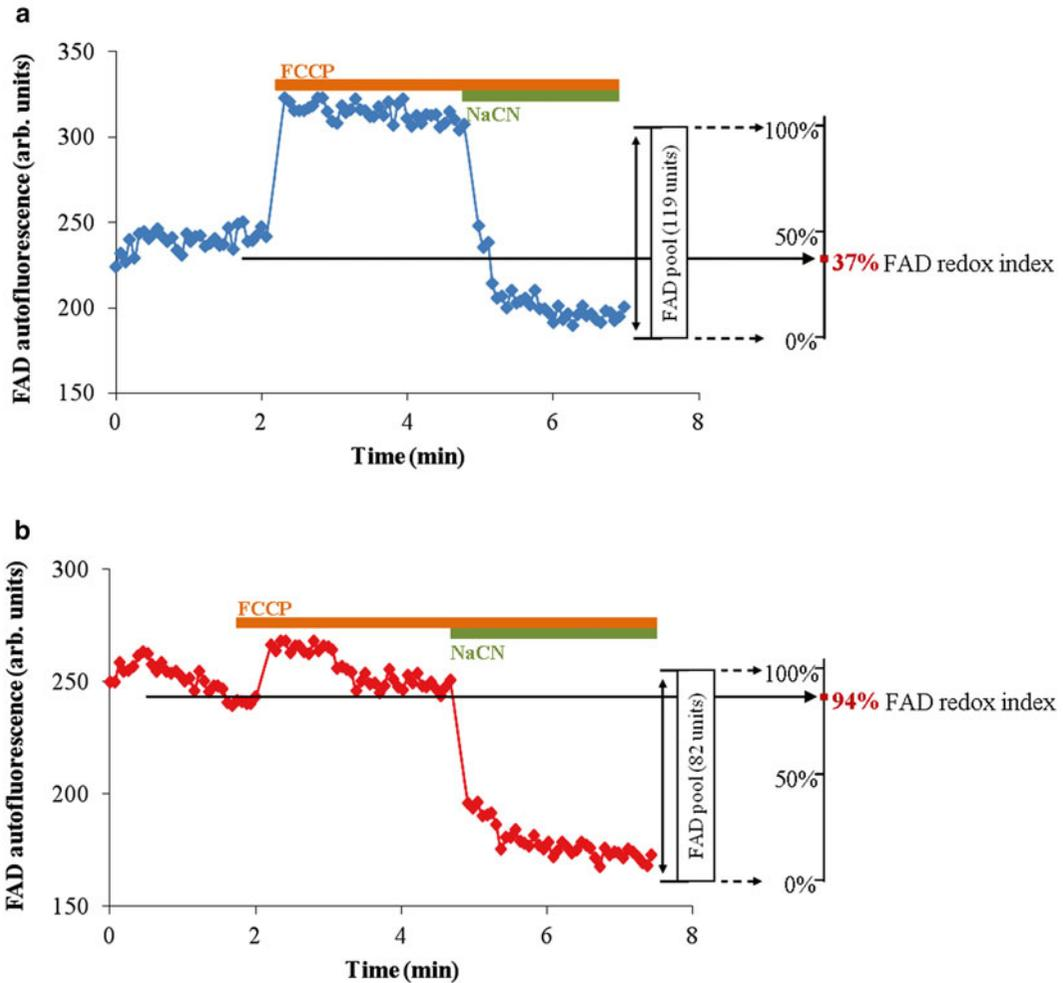 a
FAD autofluorescence (arb. units)
350
300
250
200
150
FCCP
NaCN
FAD pool (119 units)
100%
50%
37% FAD redox index
0%
0 2 4 6 8
Time (min)
b
FAD autofluorescence (arb. units)
300
250
200
150
FCCP
NaCN
FAD pool (82 units)
100%
94% FAD redox index
50%
0%
0 2 4 6 8
Time (min)